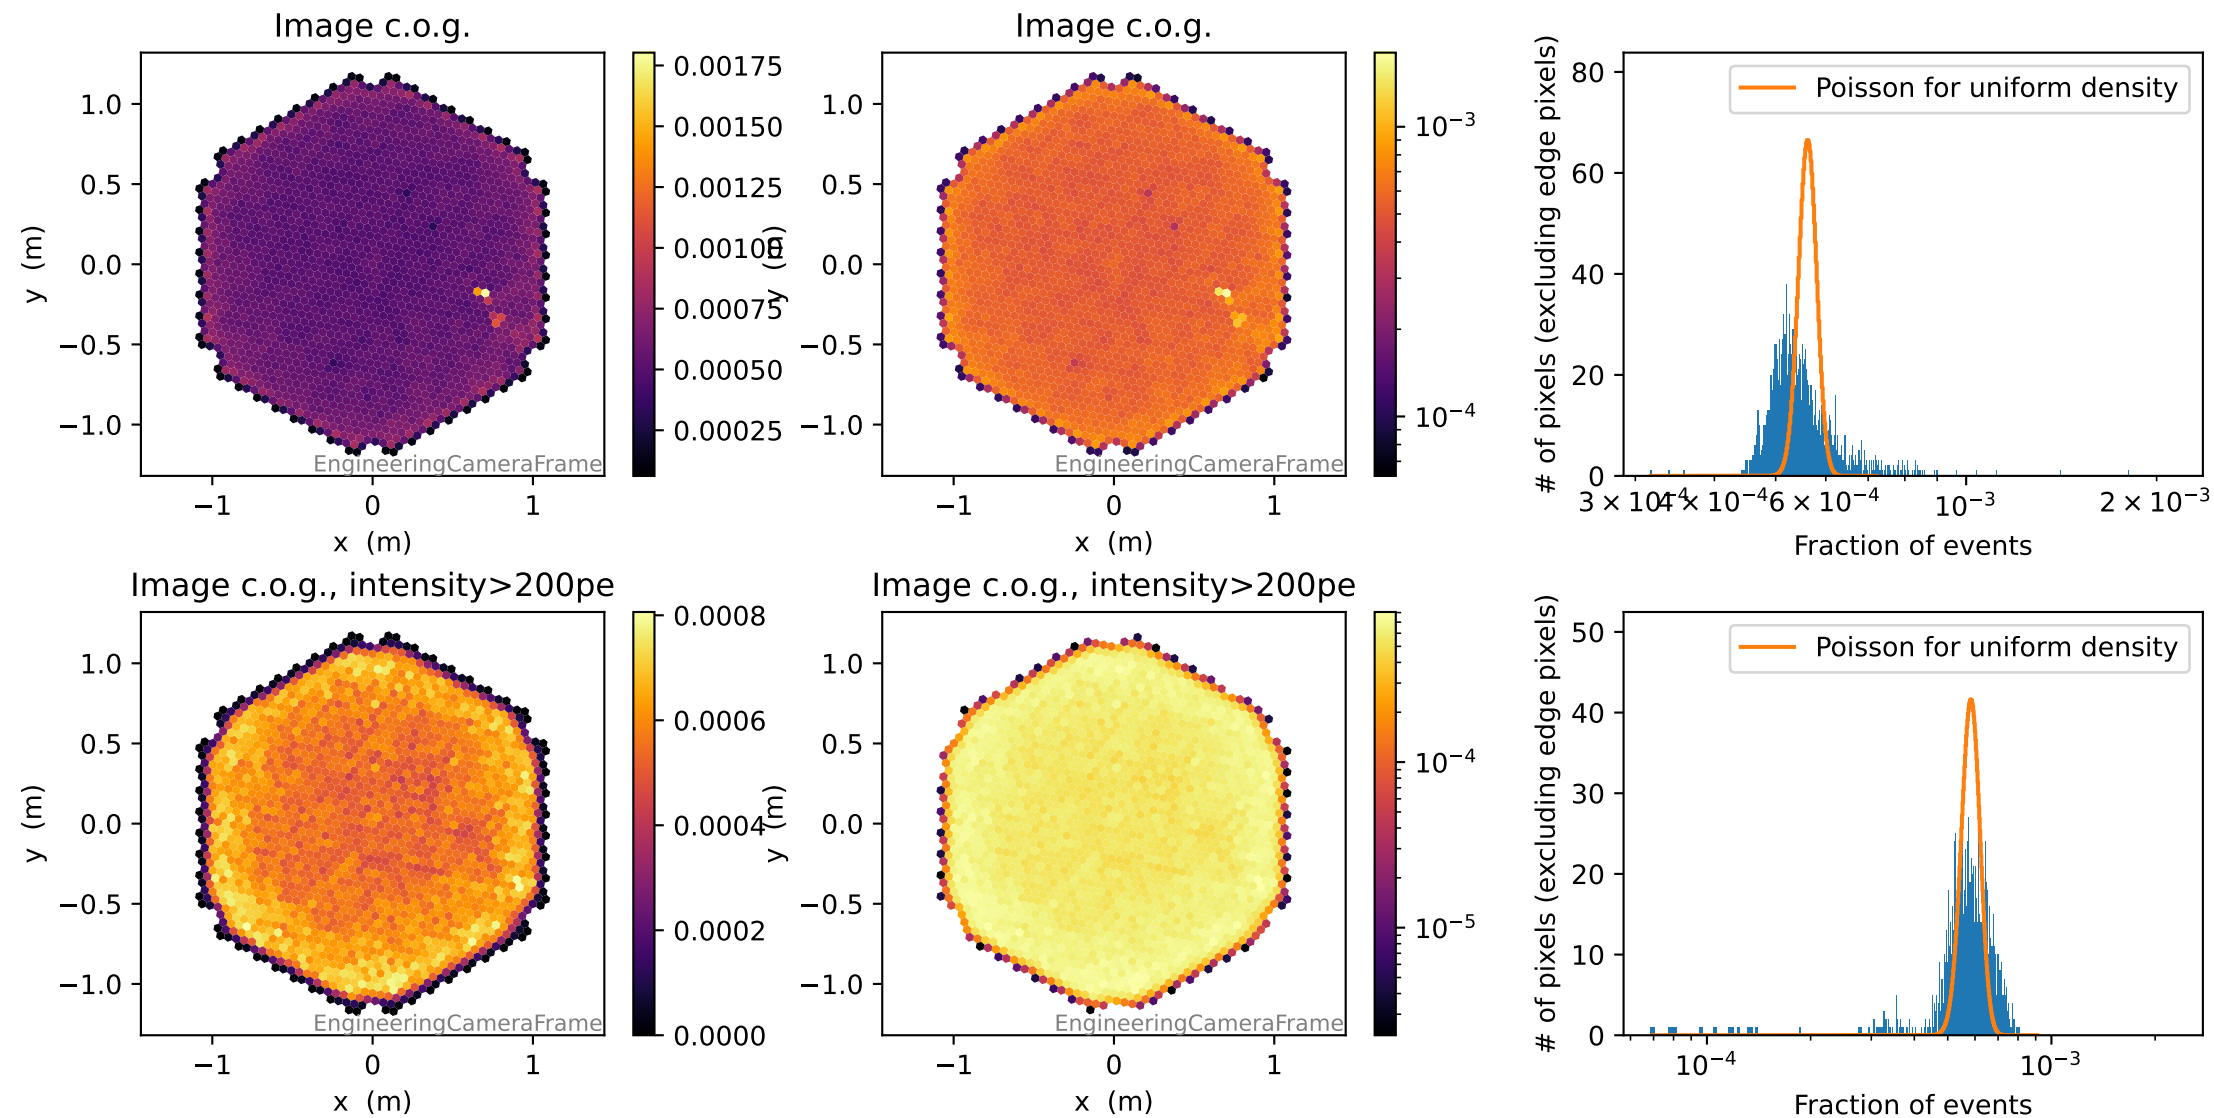 Image c.o.g.
1.0
0.5
0.0
−0.5
−1.0
y (m)
−1 0 1
x (m)
EngineeringCameraFrame
0.00175
0.00150
0.00125
0.00100
0.00075
0.00050
0.00025
Image c.o.g.
1.0
0.5
0.0
−0.5
−1.0
y (m)
−1 0 1
x (m)
EngineeringCameraFrame
10⁻³
10⁻⁴
Poisson for uniform density
80
60
40
20
0
# of pixels (excluding edge pixels)
3 × 10⁻⁴ 4 × 10⁻⁴ 6 × 10⁻⁴ 10⁻³ 2 × 10⁻³
Fraction of events
Image c.o.g., intensity>200pe
1.0
0.5
0.0
−0.5
−1.0
y (m)
−1 0 1
x (m)
EngineeringCameraFrame
0.0008
0.0006
0.0004
0.0002
0.0000
Image c.o.g., intensity>200pe
1.0
0.5
0.0
−0.5
−1.0
y (m)
−1 0 1
x (m)
EngineeringCameraFrame
10⁻⁴
10⁻⁵
Poisson for uniform density
50
40
30
20
10
0
# of pixels (excluding edge pixels)
10⁻⁴ 10⁻³
Fraction of events